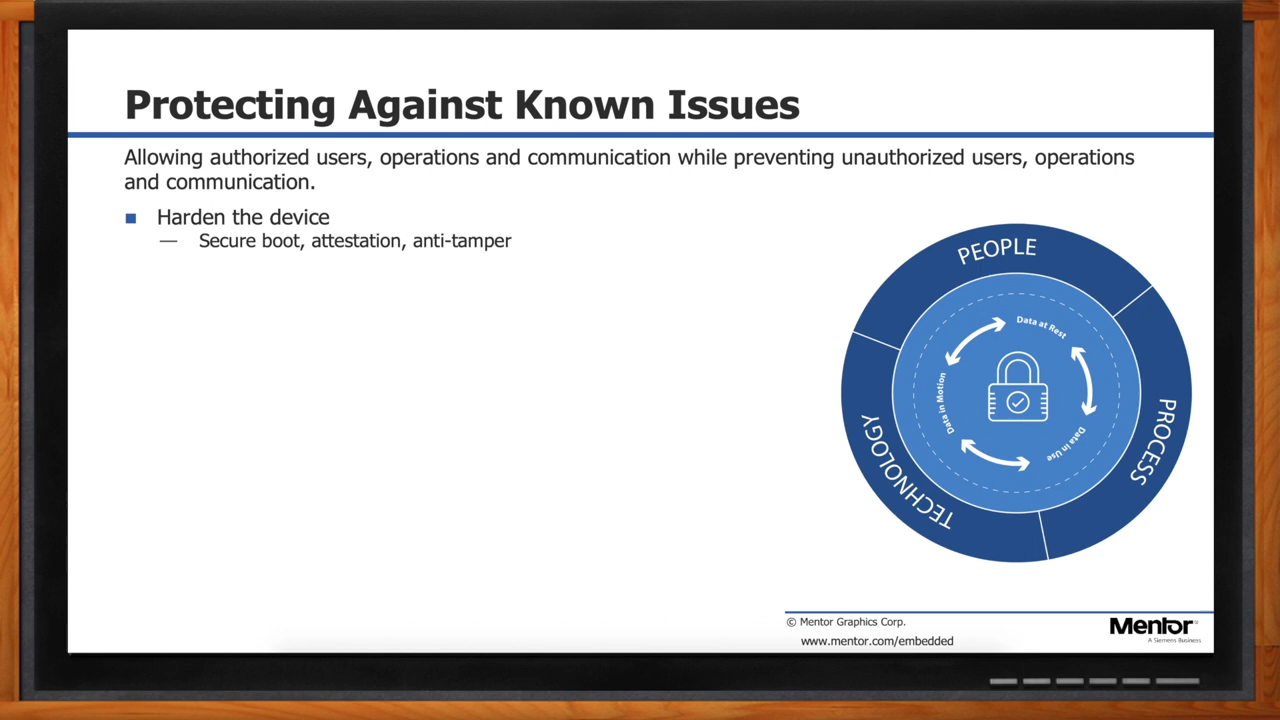 Protecting Against Known Issues
Allowing authorized users, operations and communication while preventing unauthorized users, operations
and communication.
Harden the device
— Secure boot, attestation, anti-tamper
PEOPLE
PROCESS
TECHNOLOGY
Data at Rest
Data in Use
Data in Motion
© Mentor Graphics Corp.
www.mentor.com/embedded
Mentor
A Siemens Business